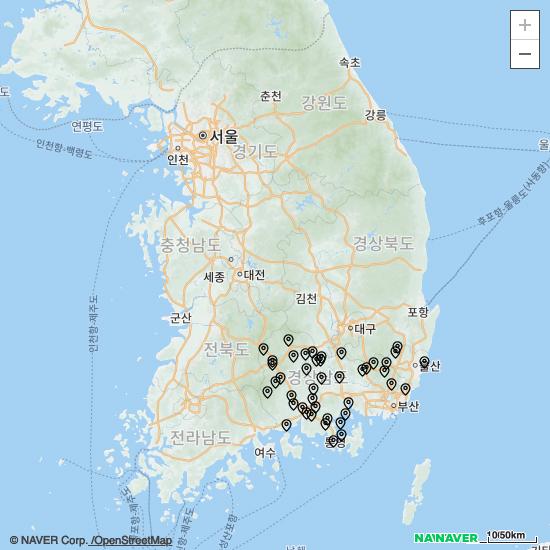 +
−
속초
춘천
강원도
강릉
도
연평도
서울
인천
경기도
인천항-백령도
울
후포항-울릉도(사동항)
충청남도
경상북도
세종
대전
김천
포항
군산
대구
인천항-제주도
전라북도
경상남도
울산
부산
전라남도
여수
통영
© NAVER Corp. /OpenStreetMap
NAVER
10/50km